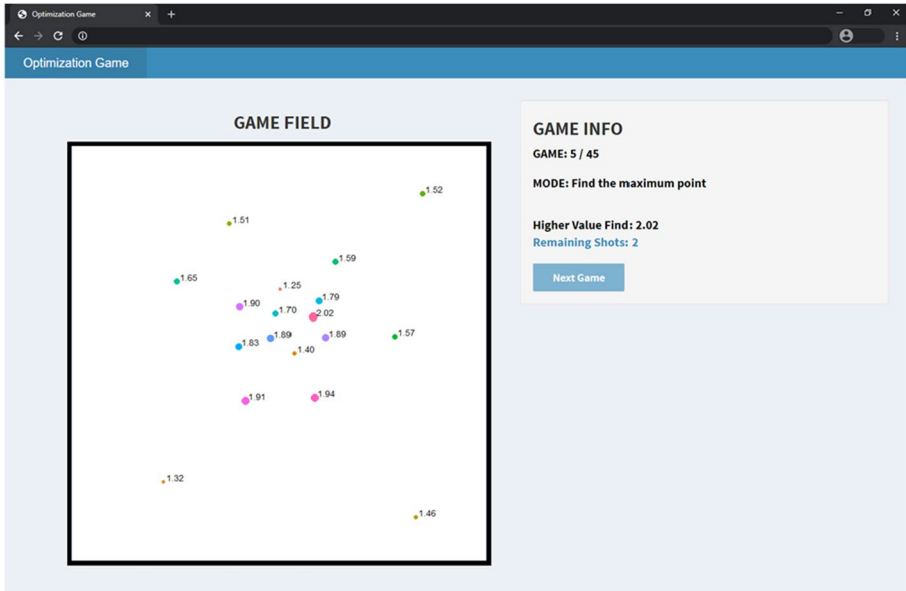 Optimization Game
Optimization Game
GAME FIELD
1.52
1.51
1.59
1.65
1.25
1.90
1.79
1.70
2.02
1.89
1.89
1.57
1.83
1.40
1.91
1.94
1.32
1.46
GAME INFO
GAME: 5 / 45
MODE: Find the maximum point
Higher Value Find: 2.02
Remaining Shots: 2
Next Game